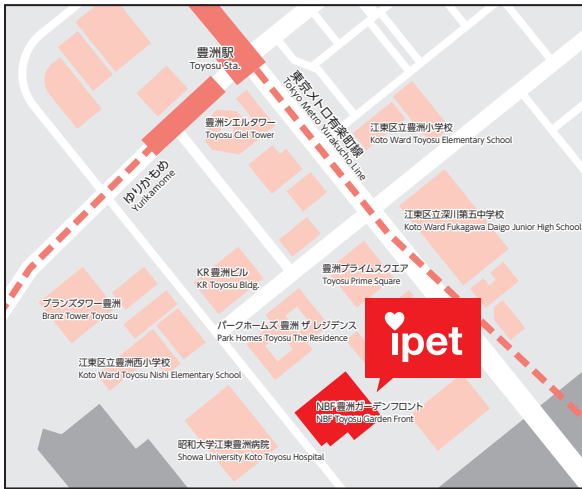 豊洲駅
Toyosu Sta.
東京メトロ有楽町線
Tokyo Metro Yurakucho Line
豊洲シエルタワー
Toyosu Ciel Tower
江東区立豊洲小学校
Koto Ward Toyosu Elementary School
ゆりかもめ
Yurikamome
江東区立深川第五中学校
Koto Ward Fukagawa Daigo Junior High School
KR 豊洲ビル
KR Toyosu Bldg.
豊洲プライムスクエア
Toyosu Prime Square
ブランズタワー豊洲
Branz Tower Toyosu
パークホームズ 豊洲 ザ レジデンス
Park Homes Toyosu The Residence
ipet
江東区立豊洲西小学校
Koto Ward Toyosu Nishi Elementary School
NBF豊洲ガーデンフロント
NBF Toyosu Garden Front
昭和大学江東豊洲病院
Showa University Koto Toyosu Hospital